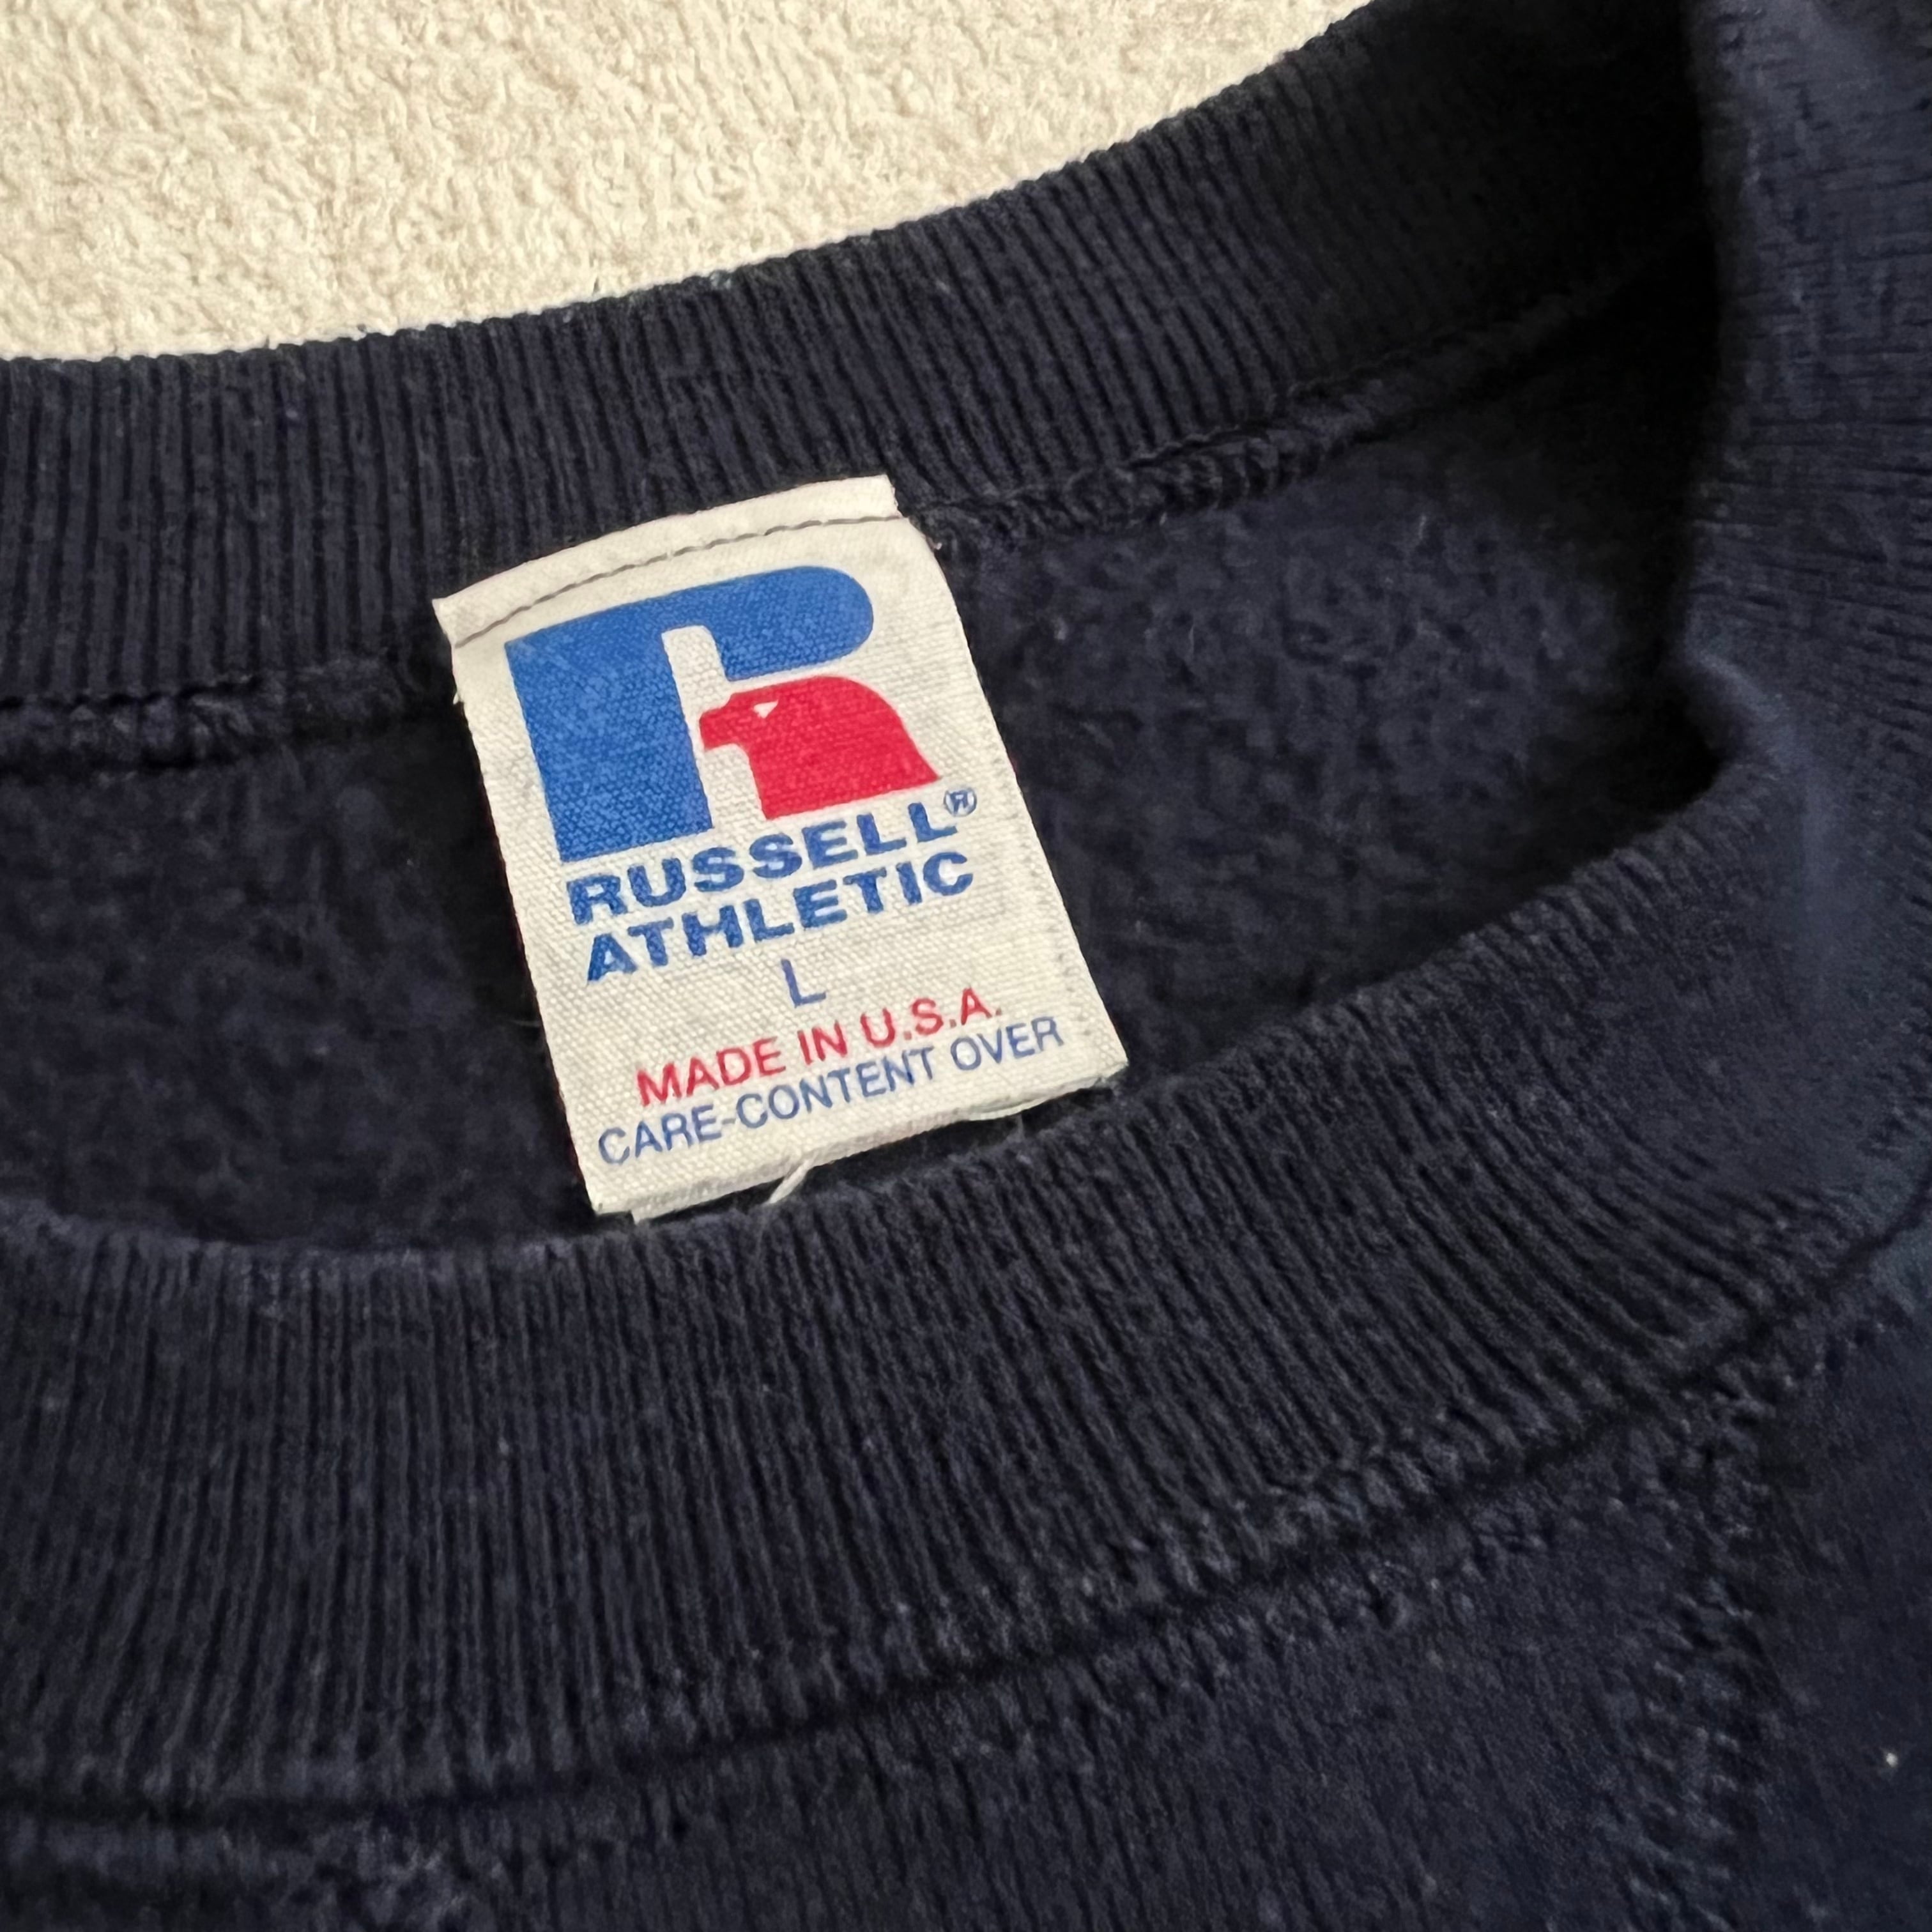 RUSSELL®
ATHLETIC
L
MADE IN U.S.A.
CARE-CONTENT OVER